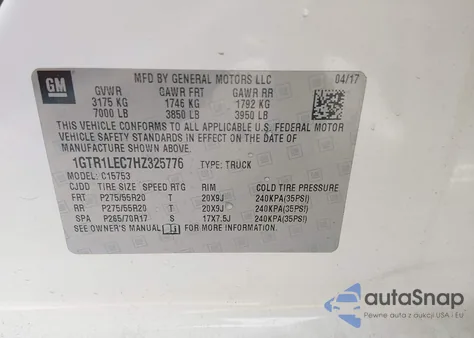 GM
MFD BY GENERAL MOTORS LLC 04/17
GVWR GAWR FRT GAWR RR
3175 KG 1746 KG 1792 KG
7000 LB 3850 LB 3950 LB
THIS VEHICLE CONFORMS TO ALL APPLICABLE U.S. FEDERAL MOTOR
VEHICLE SAFETY STANDARDS IN EFFECT ON THE DATE OF
MANUFACTURE SHOWN ABOVE.
1GTR1LEC7HZ325776 TYPE: TRUCK
MODEL: C15753
CJDD TIRE SIZE SPEED RTG RIM COLD TIRE PRESSURE
FRT P275/55R20 T 20X9J 240KPA(35PSI)
RR P275/55R20 T 20X9J 240KPA(35PSI)
SPA P265/70R17 S 17X7.5J 240KPA(35PSI)
SEE OWNER'S MANUAL FOR MORE INFORMATION.
autoSnap
Pewne auta z aukcji USA i EU